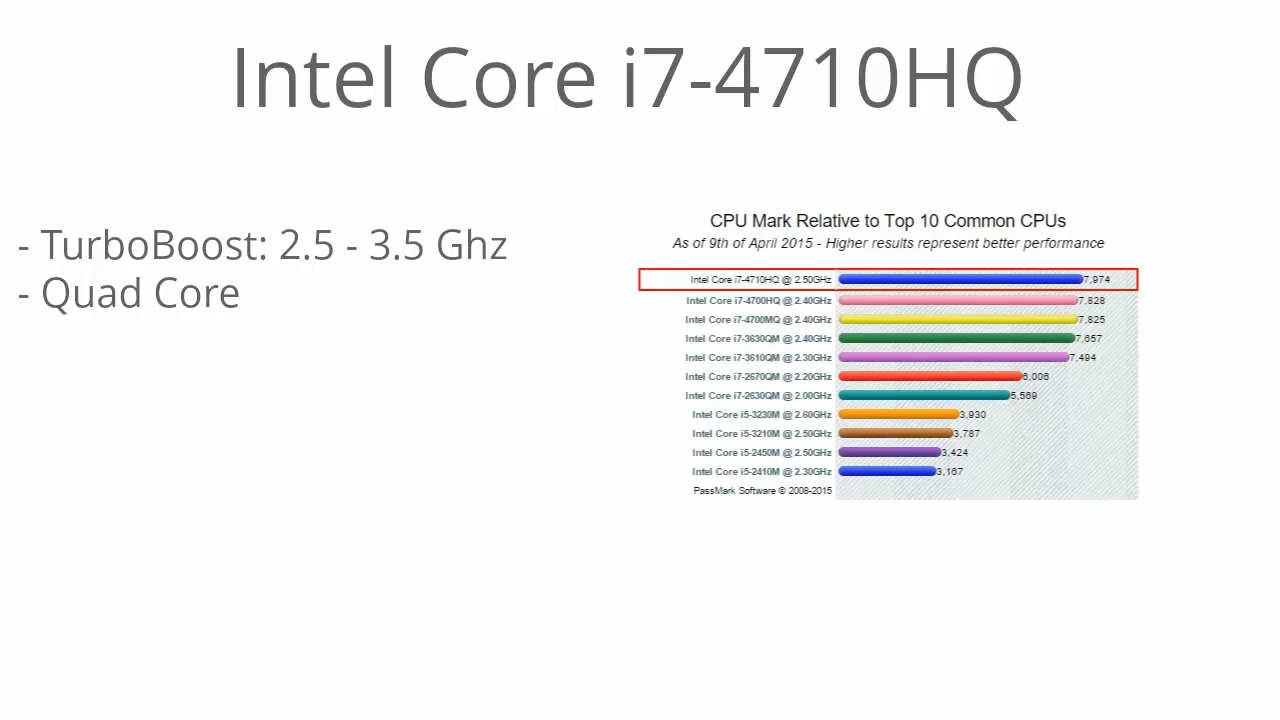 Intel Core i7-4710HQ
- TurboBoost: 2.5 - 3.5 Ghz
- Quad Core
CPU Mark Relative to Top 10 Common CPUs
As of 9th of April 2015 - Higher results represent better performance
Intel Core i7-4710HQ @ 2.50GHz 7,974
Intel Core i7-4700HQ @ 2.40GHz 7,828
Intel Core i7-4700MQ @ 2.40GHz 7,825
Intel Core i7-3630QM @ 2.40GHz 7,657
Intel Core i7-3610QM @ 2.30GHz 7,494
Intel Core i7-2670QM @ 2.20GHz 6,006
Intel Core i7-2630QM @ 2.00GHz 5,569
Intel Core i5-3230M @ 2.60GHz 3,930
Intel Core i5-3210M @ 2.50GHz 3,787
Intel Core i5-2450M @ 2.50GHz 3,424
Intel Core i5-2410M @ 2.30GHz 3,167
PassMark Software © 2008-2015